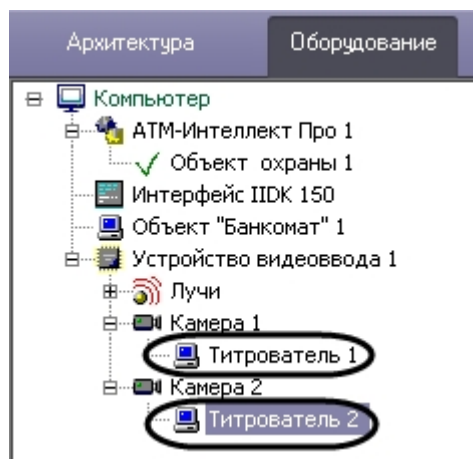 Архитектура Оборудование
Компьютер
АТМ-Интеллект Про 1
Объект охраны 1
Интерфейс IIDK 150
Объект "Банкомат" 1
Устройство видеоввода 1
Лучи
Камера 1
Титрователь 1
Камера 2
Титрователь 2